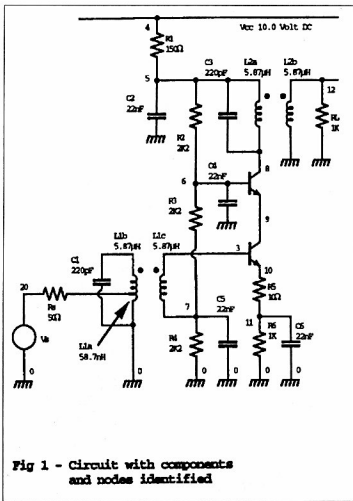 Vcc 10.0 Volt DC
4
R1
150Ω
5
C2
22nF
C3
220pF
L2a
5.87µH
L2b
5.87µH
12
RL
1K
R2
2K2
8
C4
22nF
6
9
R3
2K2
L1b
5.87µH
L1c
5.87µH
C1
220pF
3
20
Rs
50Ω
10
R5
10Ω
7
C5
22nF
11
R4
2K2
R6
1K
C6
22nF
Vs
L1a
58.7nH
0
0
0
0
Fig 1 - Circuit with components
and nodes identified